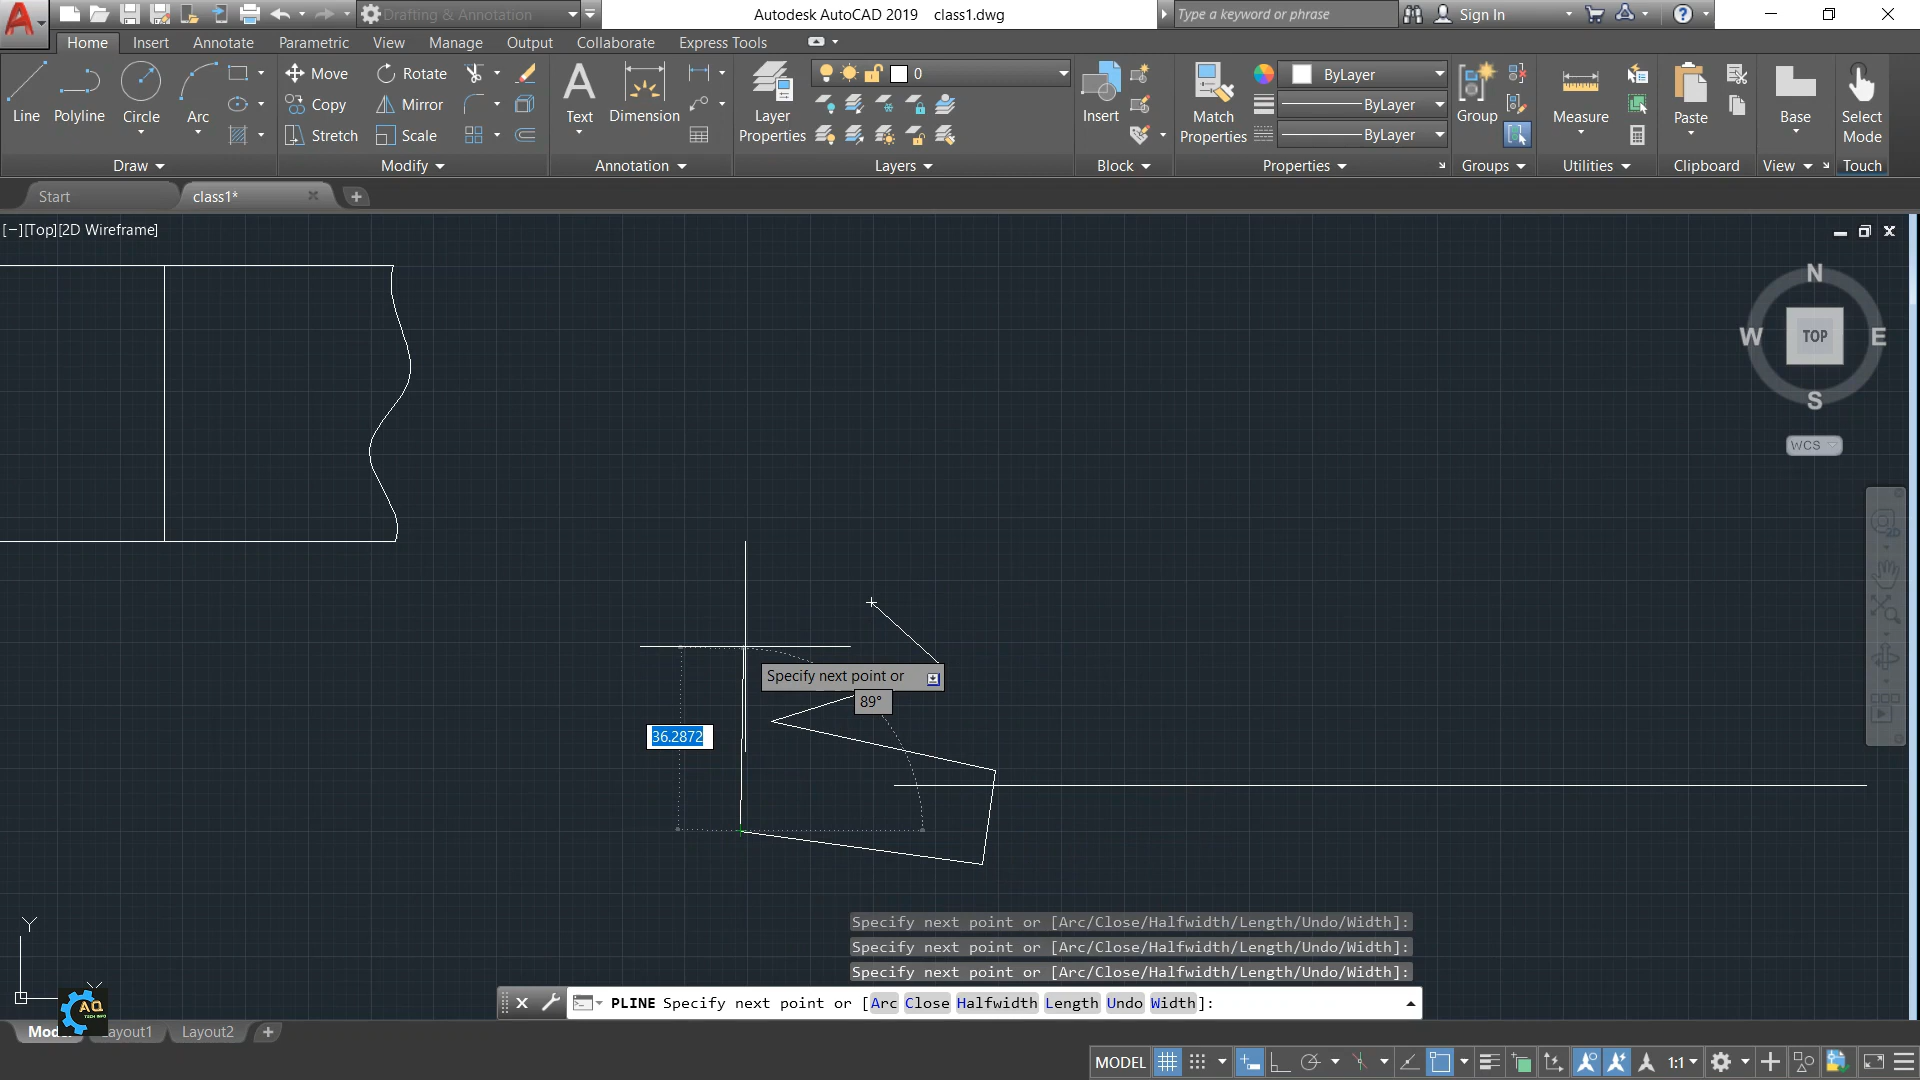 Drafting & Annotation
Autodesk AutoCAD 2019 class1.dwg
Type a keyword or phrase
Sign In
Home Insert Annotate Parametric View Manage Output Collaborate Express Tools
Line Polyline Circle Arc
Move Rotate
Copy Mirror
Stretch Scale
Text Dimension
Layer Properties
0
Insert
Match Properties
ByLayer
ByLayer
ByLayer
Group
Measure
Paste
Base
Select Mode
Draw Modify Annotation Layers Block Properties Groups Utilities Clipboard View Touch
Start class1*
[−][Top][2D Wireframe]
N
W TOP E
S
WCS
Specify next point or
89°
36.2872
Y
Specify next point or [Arc/Close/Halfwidth/Length/Undo/Width]:
Specify next point or [Arc/Close/Halfwidth/Length/Undo/Width]:
Specify next point or [Arc/Close/Halfwidth/Length/Undo/Width]:
PLINE Specify next point or [Arc Close Halfwidth Length Undo Width]:
AQ
TECH INFO
Layout2
MODEL 1:1